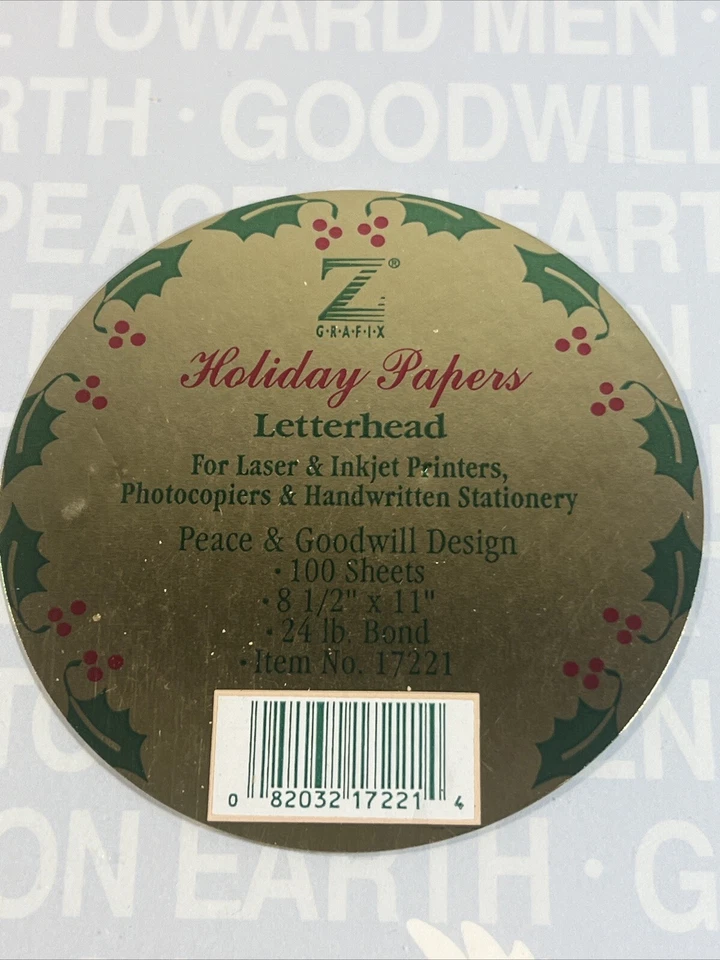 TOWARD MEN ·
RTH · GOODWILL
PEACE EART
Z®
G·R·A·F·I·X
Holiday Papers
Letterhead
For Laser & Inkjet Printers,
Photocopiers & Handwritten Stationery
Peace & Goodwill Design
· 100 Sheets
· 8 1/2" x 11"
· 24 lb. Bond
· Item No. 17221
0 82032 17221 4
ON EARTH · G